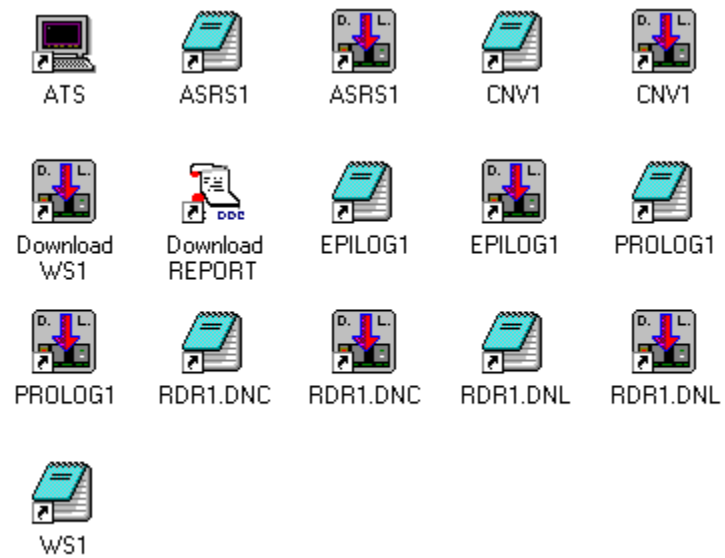 D. L. D. L.
ATS ASRS1 ASRS1 CNV1 CNV1
D. L. D. L.
DOC
Download Download EPILOG1 EPILOG1 PROLOG1
WS1 REPORT
D. L. D. L. D. L.
PROLOG1 RDR1.DNC RDR1.DNC RDR1.DNL RDR1.DNL
WS1